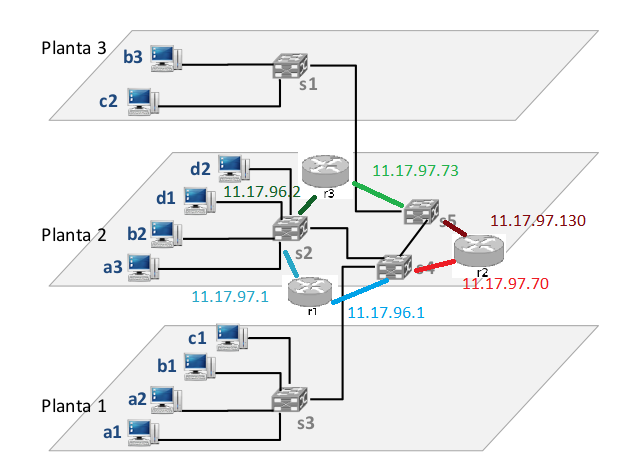 Planta 3
b3
c2
s1
Planta 2
d2
d1
b2
a3
11.17.96.2
r3
11.17.97.73
s2
s5
11.17.97.130
s4
r2
11.17.97.70
11.17.97.1
r1
11.17.96.1
Planta 1
c1
b1
a2
a1
s3